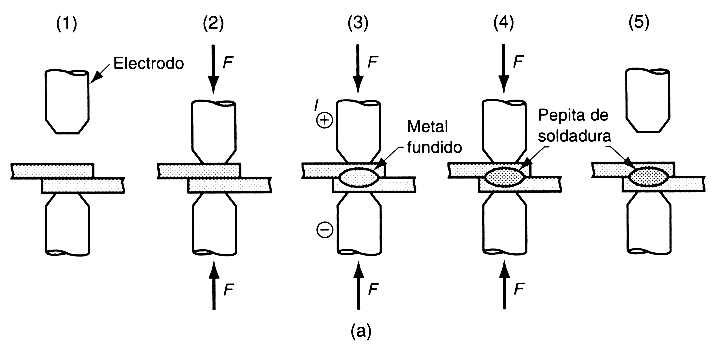 (1) (2) (3) (4) (5)
Electrodo
F
F
F
I
+
Metal
fundido
Pepita de
soldadura
−
F
F
F
(a)